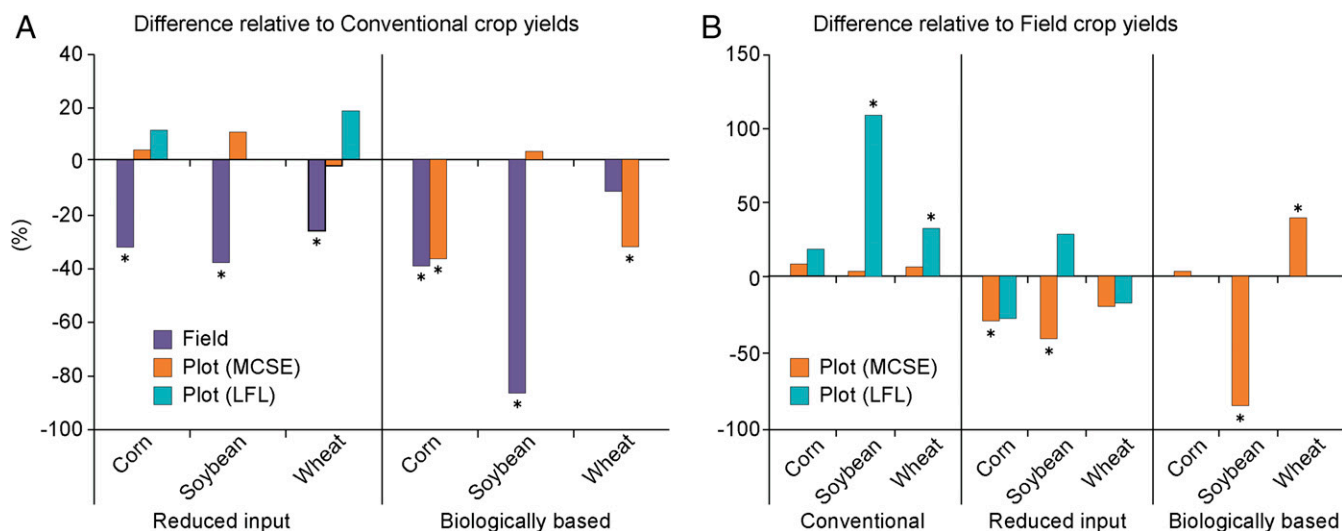 A
Difference relative to Conventional crop yields
40
20
0
-20
-40
-60
-80
-100
(%)
*
*
*
*
*
*
*
Field
Plot (MCSE)
Plot (LFL)
Corn
Soybean
Wheat
Corn
Soybean
Wheat
Reduced input
Biologically based
B
Difference relative to Field crop yields
150
100
50
0
-50
-100
*
*
*
*
*
*
Plot (MCSE)
Plot (LFL)
Corn
Soybean
Wheat
Corn
Soybean
Wheat
Corn
Soybean
Wheat
Conventional
Reduced input
Biologically based